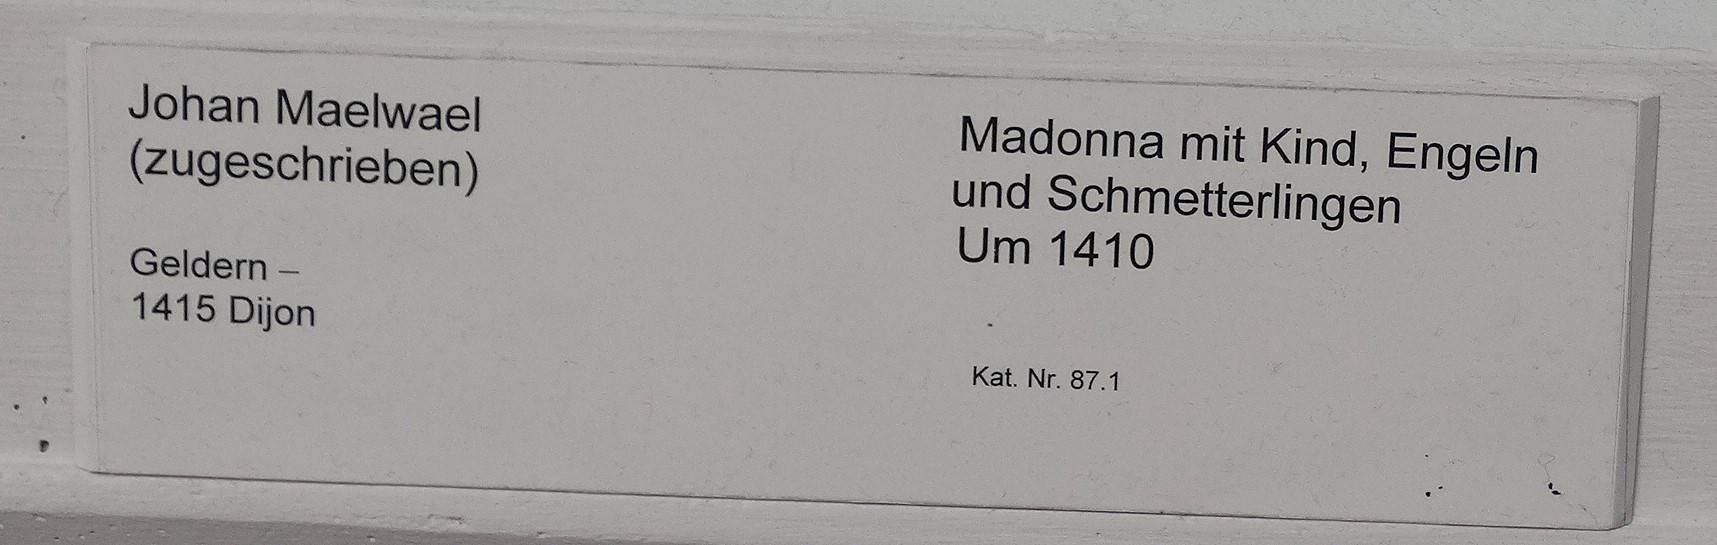 Johan Maelwael
(zugeschrieben)
Geldern –
1415 Dijon
Madonna mit Kind, Engeln
und Schmetterlingen
Um 1410
Kat. Nr. 87.1